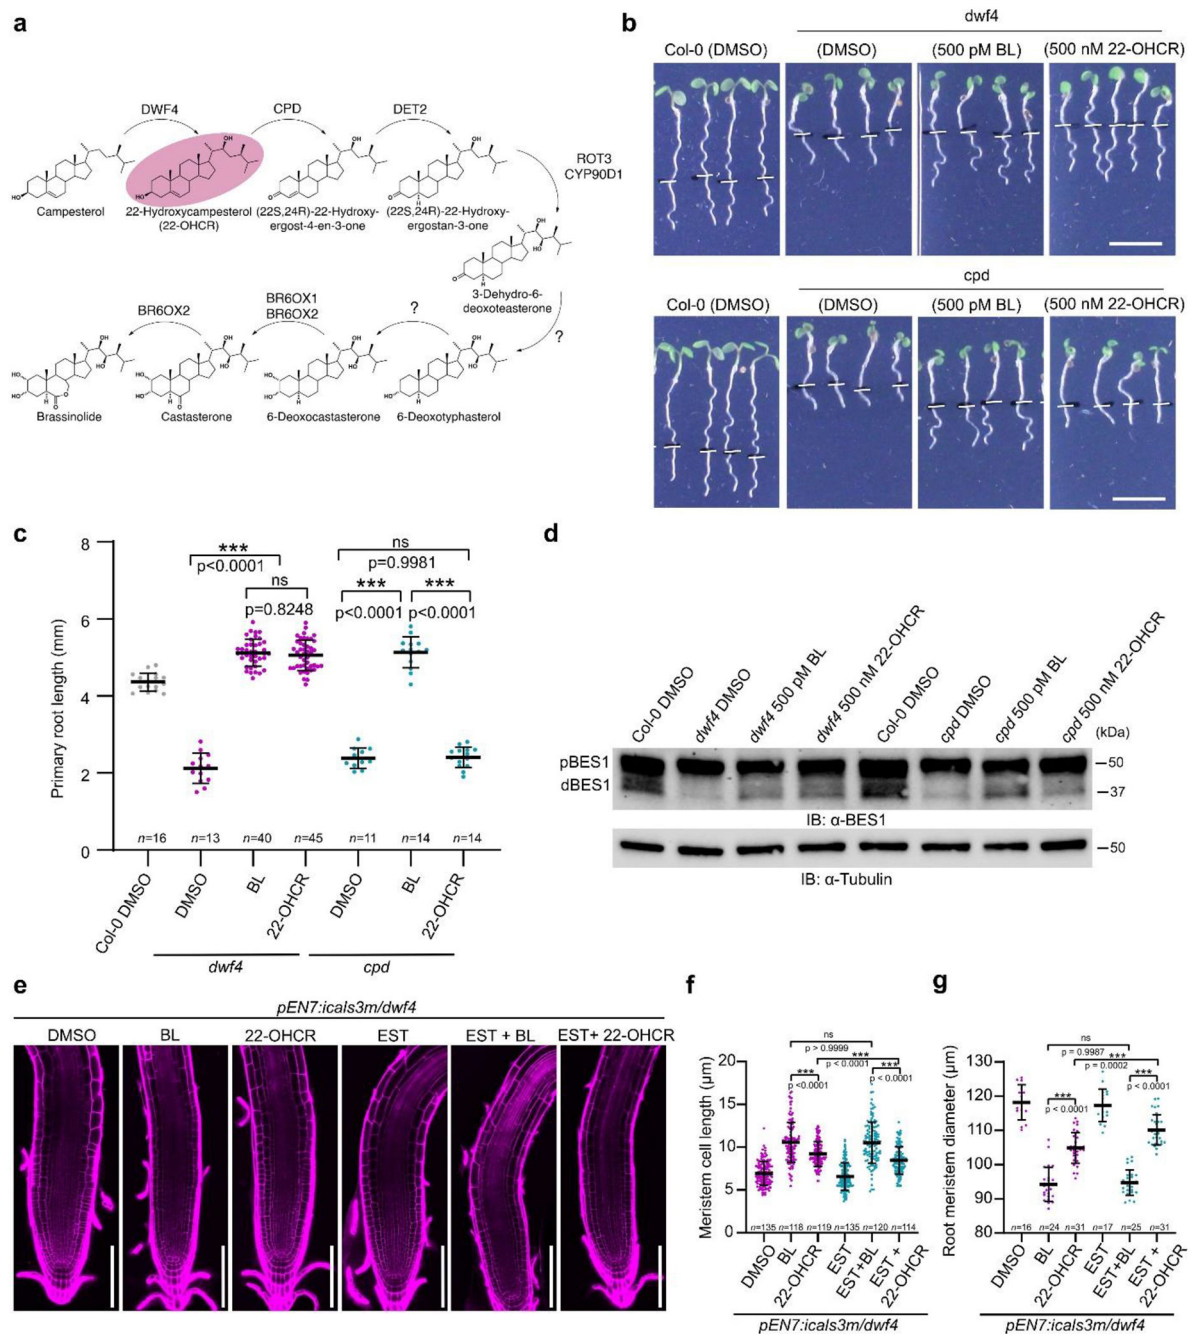 a
DWF4
CPD
DET2
ROT3
CYP90D1
Campesterol
22-Hydroxycampesterol
(22-OHCR)
(22S,24R)-22-Hydroxy-
ergost-4-en-3-one
(22S,24R)-22-Hydroxy-
ergostan-3-one
3-Dehydro-6-
deoxoteasterone
?
?
BR6OX1
BR6OX2
BR6OX2
Brassinolide
Castasterone
6-Deoxocastasterone
6-Deoxotyphasterol
b
dwf4
Col-0 (DMSO)
(DMSO)
(500 pM BL)
(500 nM 22-OHCR)
cpd
Col-0 (DMSO)
(DMSO)
(500 pM BL)
(500 nM 22-OHCR)
c
Primary root length (mm)
8
6
4
2
0
***
p<0.0001
ns
p=0.8248
ns
p=0.9981
***
***
p<0.0001
p<0.0001
n=16
n=13
n=40
n=45
n=11
n=14
n=14
Col-0 DMSO
DMSO
BL
22-OHCR
DMSO
BL
22-OHCR
dwf4
cpd
d
Col-0 DMSO
dwf4 DMSO
dwf4 500 pM BL
dwf4 500 nM 22-OHCR
Col-0 DMSO
cpd DMSO
cpd 500 pM BL
cpd 500 nM 22-OHCR
(kDa)
pBES1
dBES1
50
37
IB: α-BES1
50
IB: α-Tubulin
e
pEN7:icals3m/dwf4
DMSO
BL
22-OHCR
EST
EST + BL
EST+ 22-OHCR
f
Meristem cell length (μm)
20
15
10
5
0
ns
p > 0.9999
***
p < 0.0001
***
p <0.0001
***
p < 0.0001
n=135
n=118
n=119
n=135
n=120
n=114
DMSO
BL
22-OHCR
EST
EST+BL
EST +
22-OHCR
pEN7:icals3m/dwf4
g
Root meristem diameter (μm)
130
120
110
100
90
80
ns
p = 0.9987
***
p = 0.0002
***
p < 0.0001
***
p < 0.0001
n=16
n=24
n=31
n=17
n=25
n=31
DMSO
BL
22-OHCR
EST
EST+BL
EST +
22-OHCR
pEN7:icals3m/dwf4